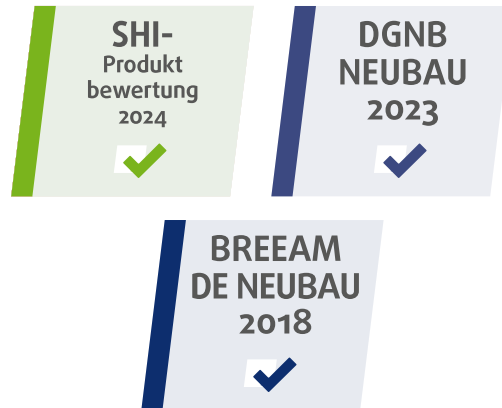 SHI-
Produkt
bewertung
2024
DGNB
NEUBAU
2023
BREEAM
DE NEUBAU
2018